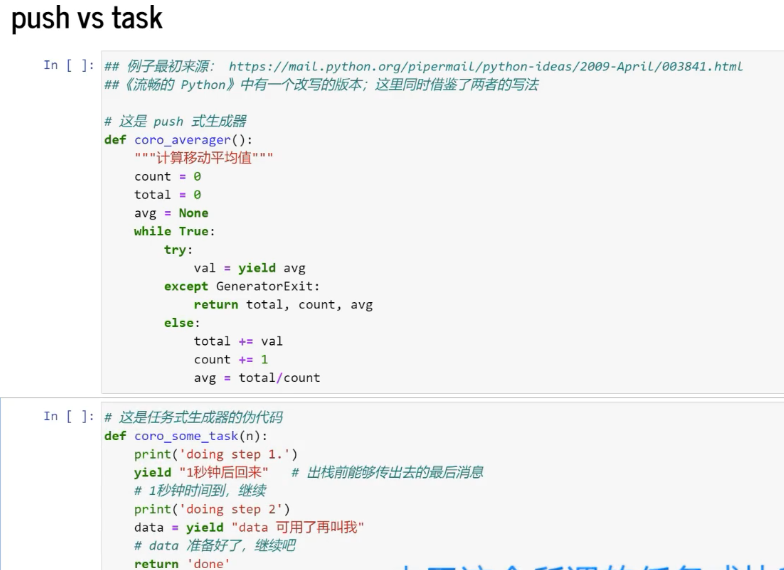 push vs task
In [ ]: ## 例子最初来源： https://mail.python.org/pipermail/python-ideas/2009-April/003841.html
##《流畅的 Python》中有一个改写的版本；这里同时借鉴了两者的写法
# 这是 push 式生成器
def coro_averager():
    """计算移动平均值"""
    count = 0
    total = 0
    avg = None
    while True:
        try:
            val = yield avg
        except GeneratorExit:
            return total, count, avg
        else:
            total += val
            count += 1
            avg = total/count
In [ ]: # 这是任务式生成器的伪代码
def coro_some_task(n):
    print('doing step 1.')
    yield "1秒钟后回来"   # 出栈前能够传出去的最后消息
    # 1秒钟时间到，继续
    print('doing step 2')
    data = yield "data 可用了再叫我"
    # data 准备好了，继续吧
    return 'done'